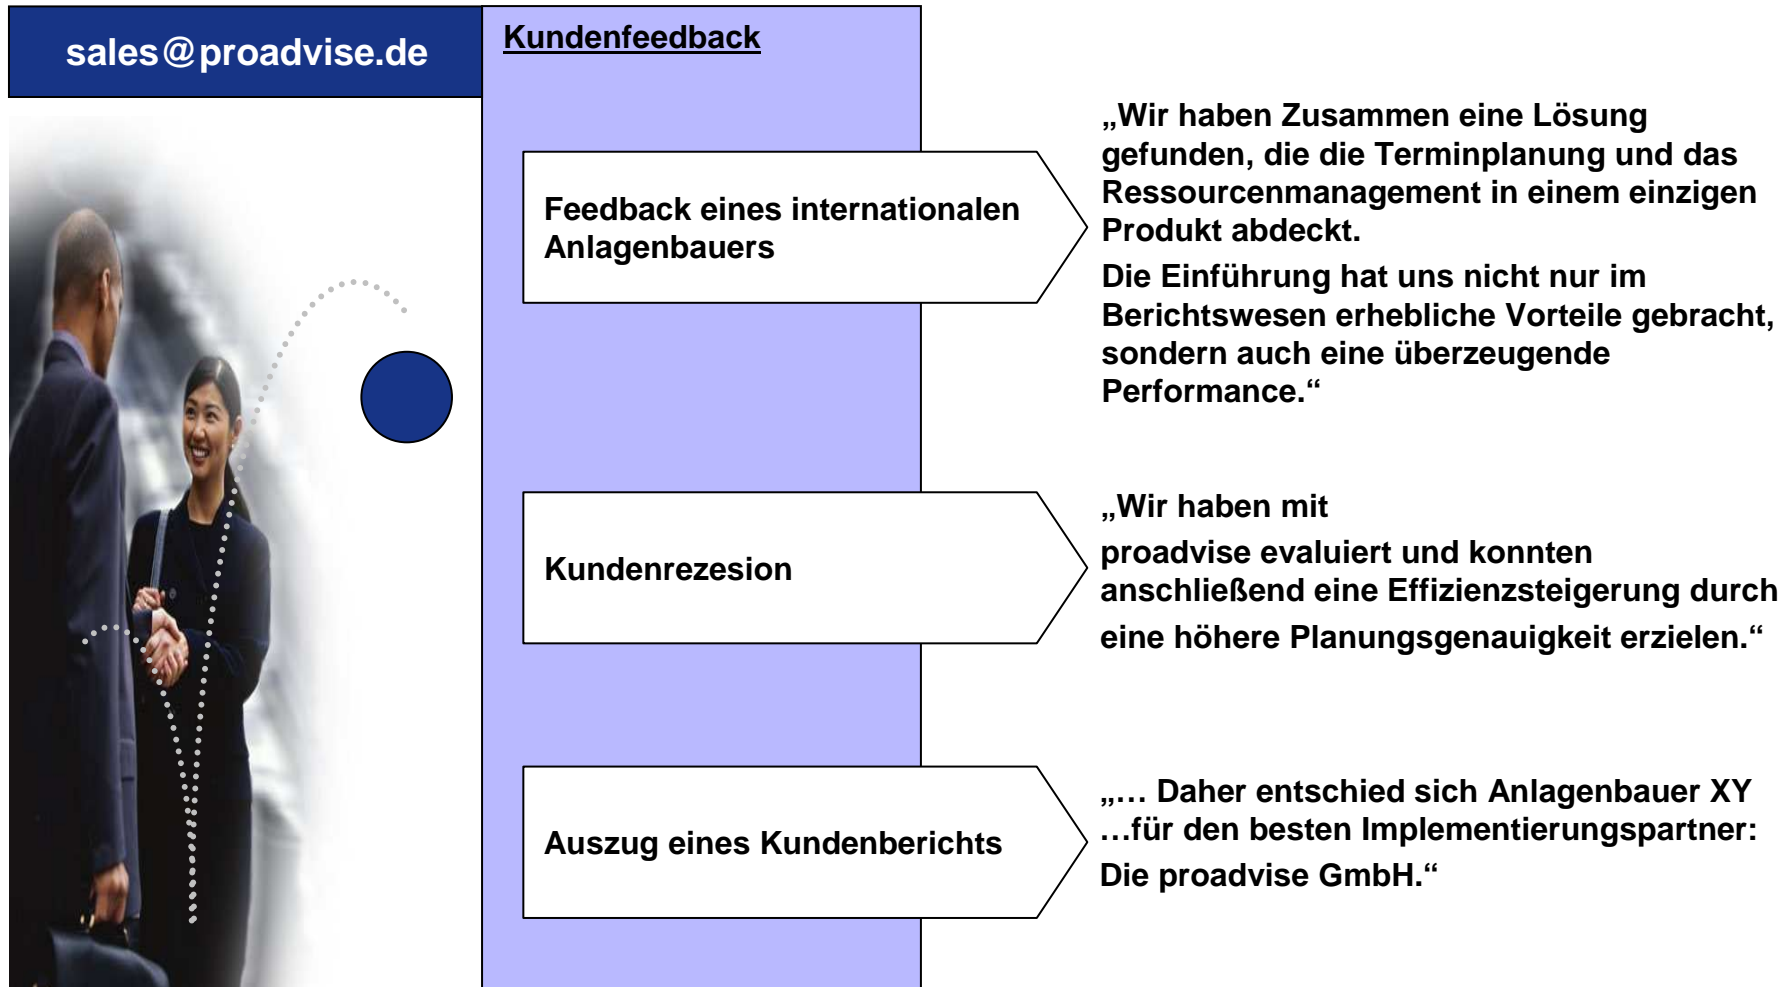 sales@proadvise.de
Kundenfeedback
Feedback eines internationalen
Anlagenbauers
„Wir haben Zusammen eine Lösung
gefunden, die die Terminplanung und das
Ressourcenmanagement in einem einzigen
Produkt abdeckt.
Die Einführung hat uns nicht nur im
Berichtswesen erhebliche Vorteile gebracht,
sondern auch eine überzeugende
Performance.“
Kundenrezesion
„Wir haben mit
proadvise evaluiert und konnten
anschließend eine Effizienzsteigerung durch
eine höhere Planungsgenauigkeit erzielen.“
Auszug eines Kundenberichts
„… Daher entschied sich Anlagenbauer XY
…für den besten Implementierungspartner:
Die proadvise GmbH.“